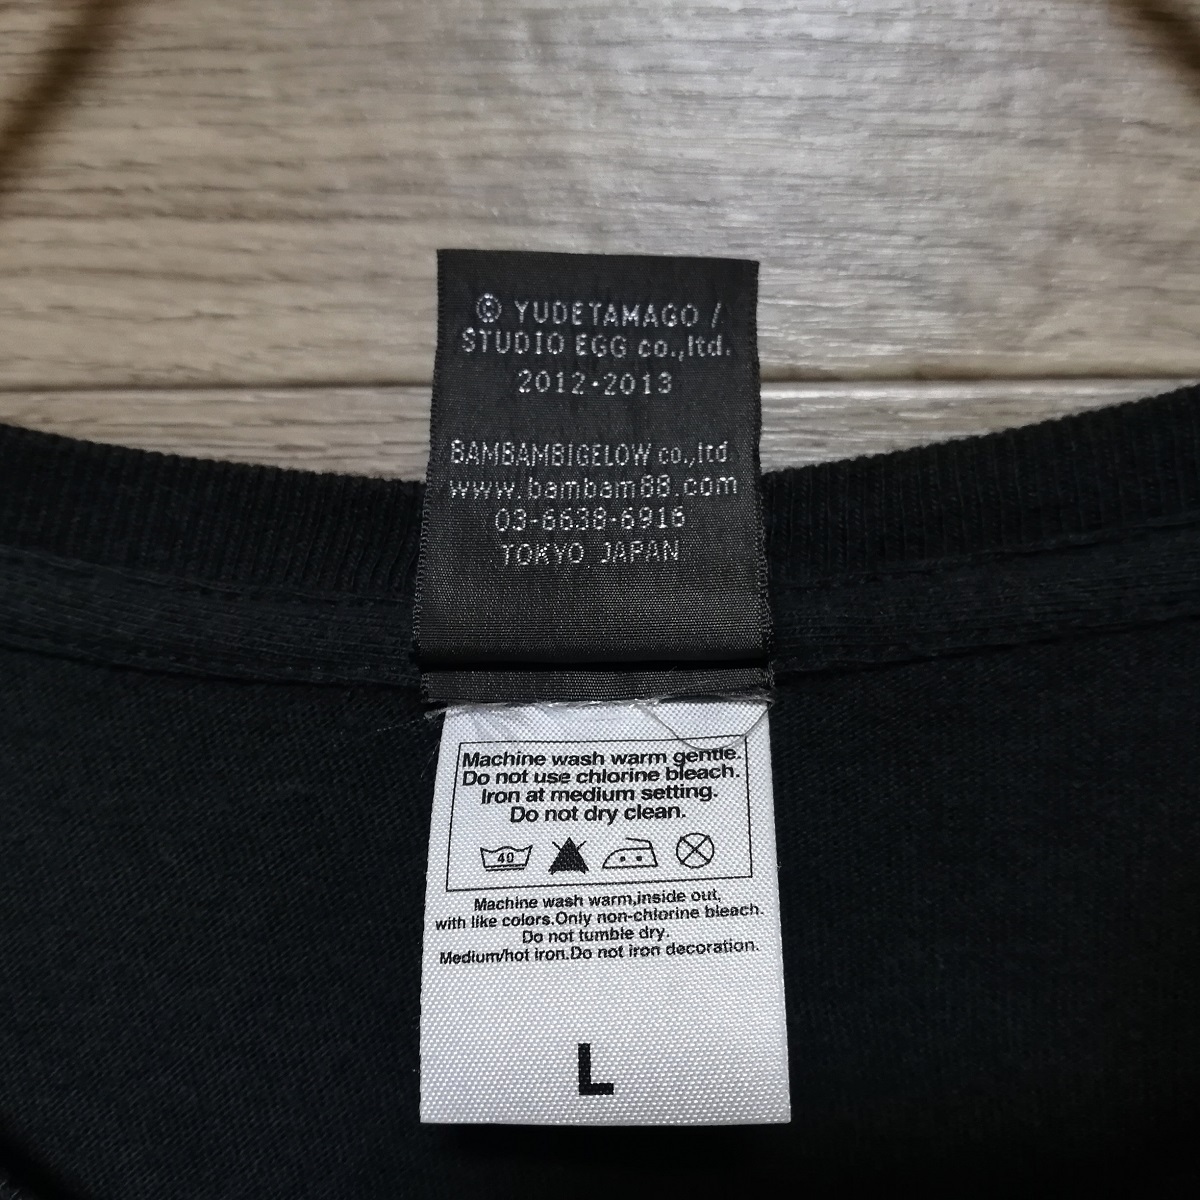 © YUDETAMAGO /
STUDIO EGG co.,ltd.
2012-2013
BAMBAMBIGELOW co.,ltd
www.bambam88.com
03-6638-6918
TOKYO, JAPAN
Machine wash warm gentle.
Do not use chlorine bleach.
Iron at medium setting.
Do not dry clean.
40
Machine wash warm,inside out,
with like colors.Only non-chlorine bleach.
Do not tumble dry.
Medium/hot iron.Do not iron decoration.
L